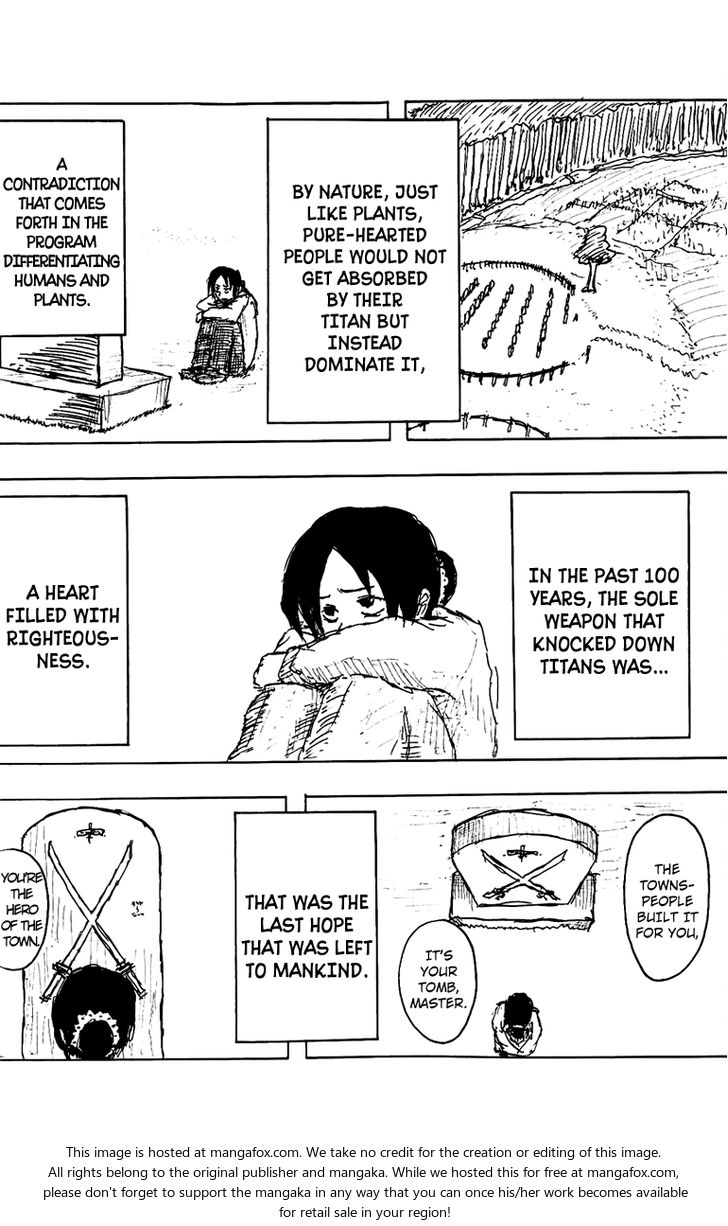 BY NATURE, JUST
LIKE PLANTS,
PURE-HEARTED
PEOPLE WOULD NOT
GET ABSORBED
BY THEIR
TITAN BUT
INSTEAD
DOMINATE IT,
A
CONTRADICTION
THAT COMES
FORTH IN THE
PROGRAM
DIFFERENTIATING
HUMANS AND
PLANTS.
IN THE PAST 100
YEARS, THE SOLE
WEAPON THAT
KNOCKED DOWN
TITANS WAS...
A HEART
FILLED WITH
RIGHTEOUS-
NESS.
THE
TOWNS-
PEOPLE
BUILT IT
FOR YOU,
IT'S
YOUR
TOMB,
MASTER.
THAT WAS THE
LAST HOPE
THAT WAS LEFT
TO MANKIND.
YOU'RE
THE
HERO
OF THE
TOWN.
This image is hosted at mangafox.com. We take no credit for the creation or editing of this image.
All rights belong to the original publisher and mangaka. While we hosted this for free at mangafox.com,
please don't forget to support the mangaka in any way that you can once his/her work becomes available
for retail sale in your region!